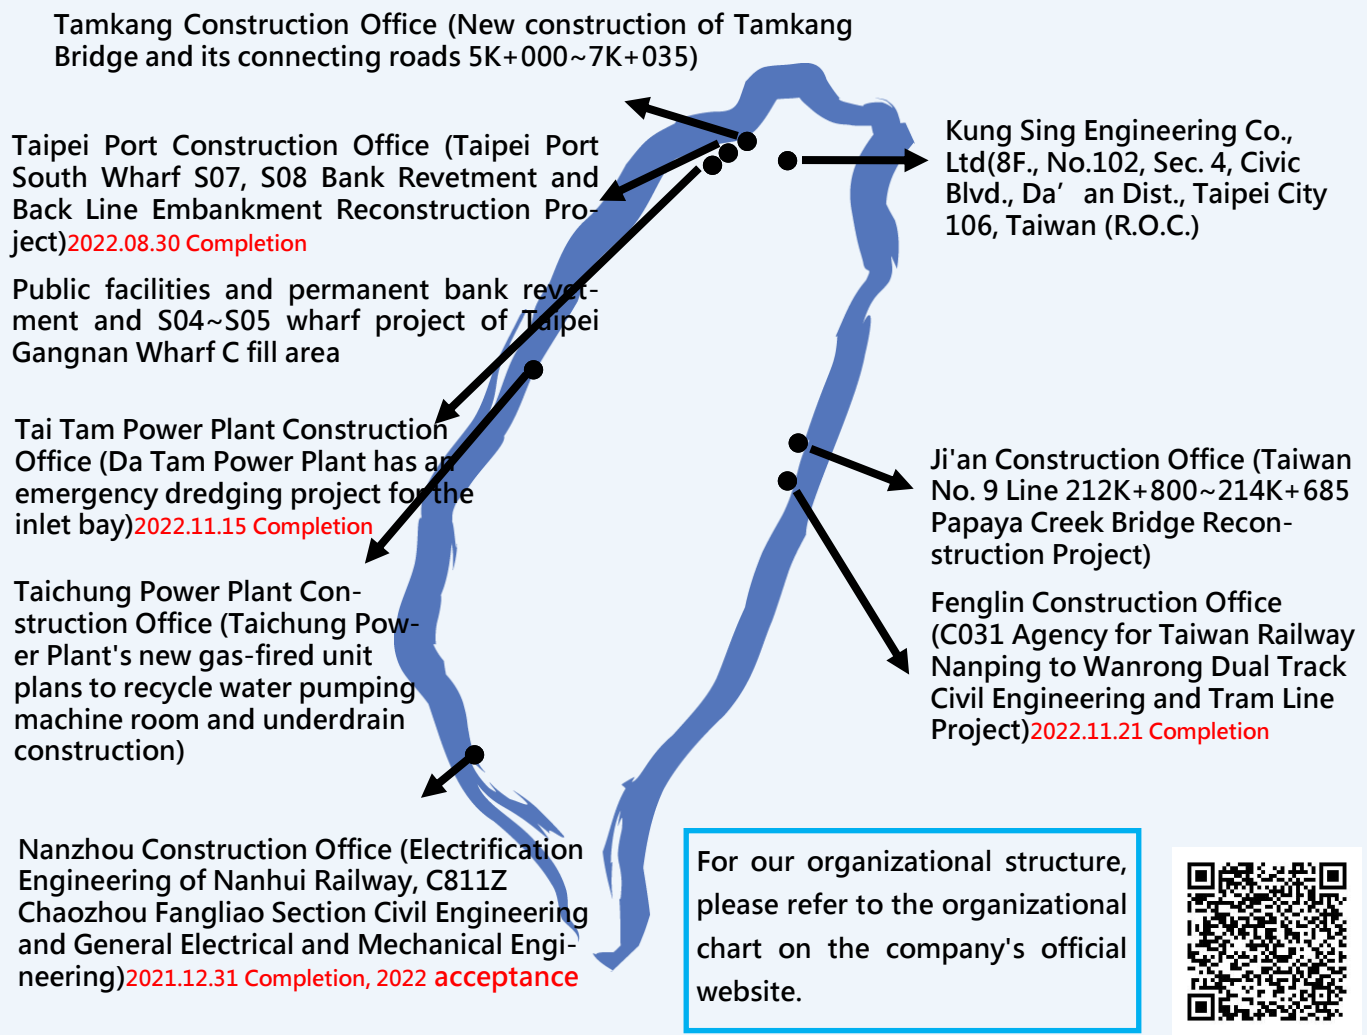 Tamkang Construction Office (New construction of Tamkang
Bridge and its connecting roads 5K+000~7K+035)
Taipei Port Construction Office (Taipei Port
South Wharf S07, S08 Bank Revetment and
Back Line Embankment Reconstruction Pro-
ject)2022.08.30 Completion
Public facilities and permanent bank revet-
ment and S04~S05 wharf project of Taipei
Gangnan Wharf C fill area
Tai Tam Power Plant Construction
Office (Da Tam Power Plant has an
emergency dredging project for the
inlet bay)2022.11.15 Completion
Taichung Power Plant Con-
struction Office (Taichung Pow-
er Plant's new gas-fired unit
plans to recycle water pumping
machine room and underdrain
construction)
Nanzhou Construction Office (Electrification
Engineering of Nanhui Railway, C811Z
Chaozhou Fangliao Section Civil Engineering
and General Electrical and Mechanical Engi-
neering)2021.12.31 Completion, 2022 acceptance
Kung Sing Engineering Co.,
Ltd(8F., No.102, Sec. 4, Civic
Blvd., Da’an Dist., Taipei City
106, Taiwan (R.O.C.)
Ji'an Construction Office (Taiwan
No. 9 Line 212K+800~214K+685
Papaya Creek Bridge Recon-
struction Project)
Fenglin Construction Office
(C031 Agency for Taiwan Railway
Nanping to Wanrong Dual Track
Civil Engineering and Tram Line
Project)2022.11.21 Completion
For our organizational structure,
please refer to the organizational
chart on the company's official
website.